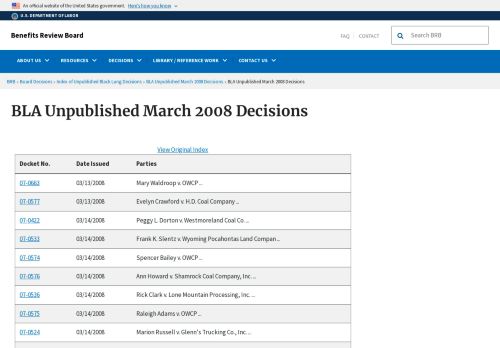 An official website of the United States government. Here's how you know
U.S. DEPARTMENT OF LABOR
Benefits Review Board
FAQ CONTACT
Search BRB
ABOUT US RESOURCES DECISIONS LIBRARY / REFERENCE WORK CONTACT US
BRB » Board Decisions » Index of Unpublished Black Lung Decisions » BLA Unpublished March 2008 Decisions » BLA Unpublished March 2008 Decisions
BLA Unpublished March 2008 Decisions
View Original Index
Docket No. Date Issued Parties
07-0663 03/13/2008 Mary Waldroop v. OWCP ...
07-0577 03/13/2008 Evelyn Crawford v. H.D. Coal Company ...
07-0422 03/14/2008 Peggy L. Dorton v. Westmoreland Coal Co. ...
07-0533 03/14/2008 Frank K. Slentz v. Wyoming Pocahontas Land Compan ...
07-0574 03/14/2008 Spencer Bailey v. OWCP ...
07-0576 03/14/2008 Ann Howard v. Shamrock Coal Company, Inc. ...
07-0536 03/14/2008 Rick Clark v. Lone Mountain Processing, Inc. ...
07-0575 03/14/2008 Raleigh Adams v. OWCP ...
07-0524 03/14/2008 Marion Russell v. Glenn's Trucking Co., Inc. ...